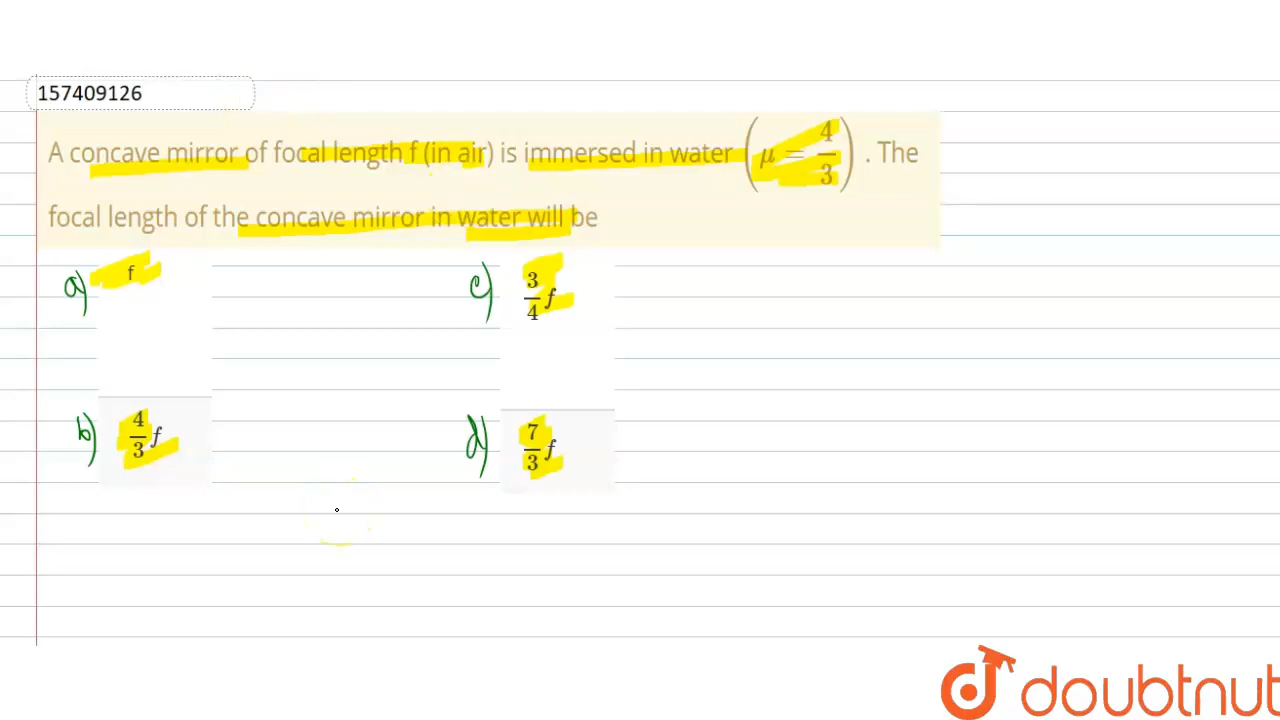 157409126
A concave mirror of focal length f (in air) is immersed in water (μ = 4/3) . The
focal length of the concave mirror in water will be
a) f
c) 3/4 f
b) 4/3 f
d) 7/3 f
doubtnut